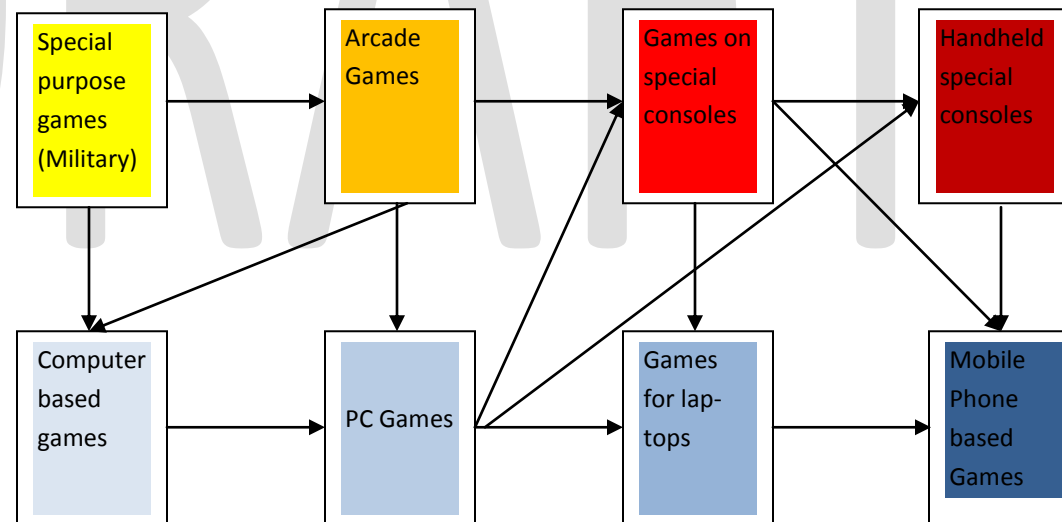 DRAFT
Special
purpose
games
(Military)
Arcade
Games
Games on
special
consoles
Handheld
special
consoles
Computer
based
games
PC Games
Games
for lap-
tops
Mobile
Phone
based
Games